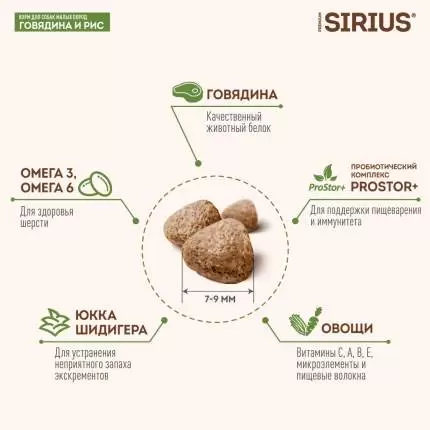 КОРМ ДЛЯ СОБАК МАЛЫХ ПОРОД
ГОВЯДИНА И РИС
PREMIUM
SIRIUS®
ГОВЯДИНА
Качественный
животный белок
ОМЕГА 3,
ОМЕГА 6
Для здоровья
шерсти
ProStor+
ПРОБИОТИЧЕСКИЙ
КОМПЛЕКС
PROSTOR+
Для поддержки пищеварения
и иммунитета
7-9 ММ
ЮККА
ШИДИГЕРА
Для устранения
неприятного запаха
экскрементов
ОВОЩИ
Витамины С, А, В, Е,
микроэлементы и
пищевые волокна